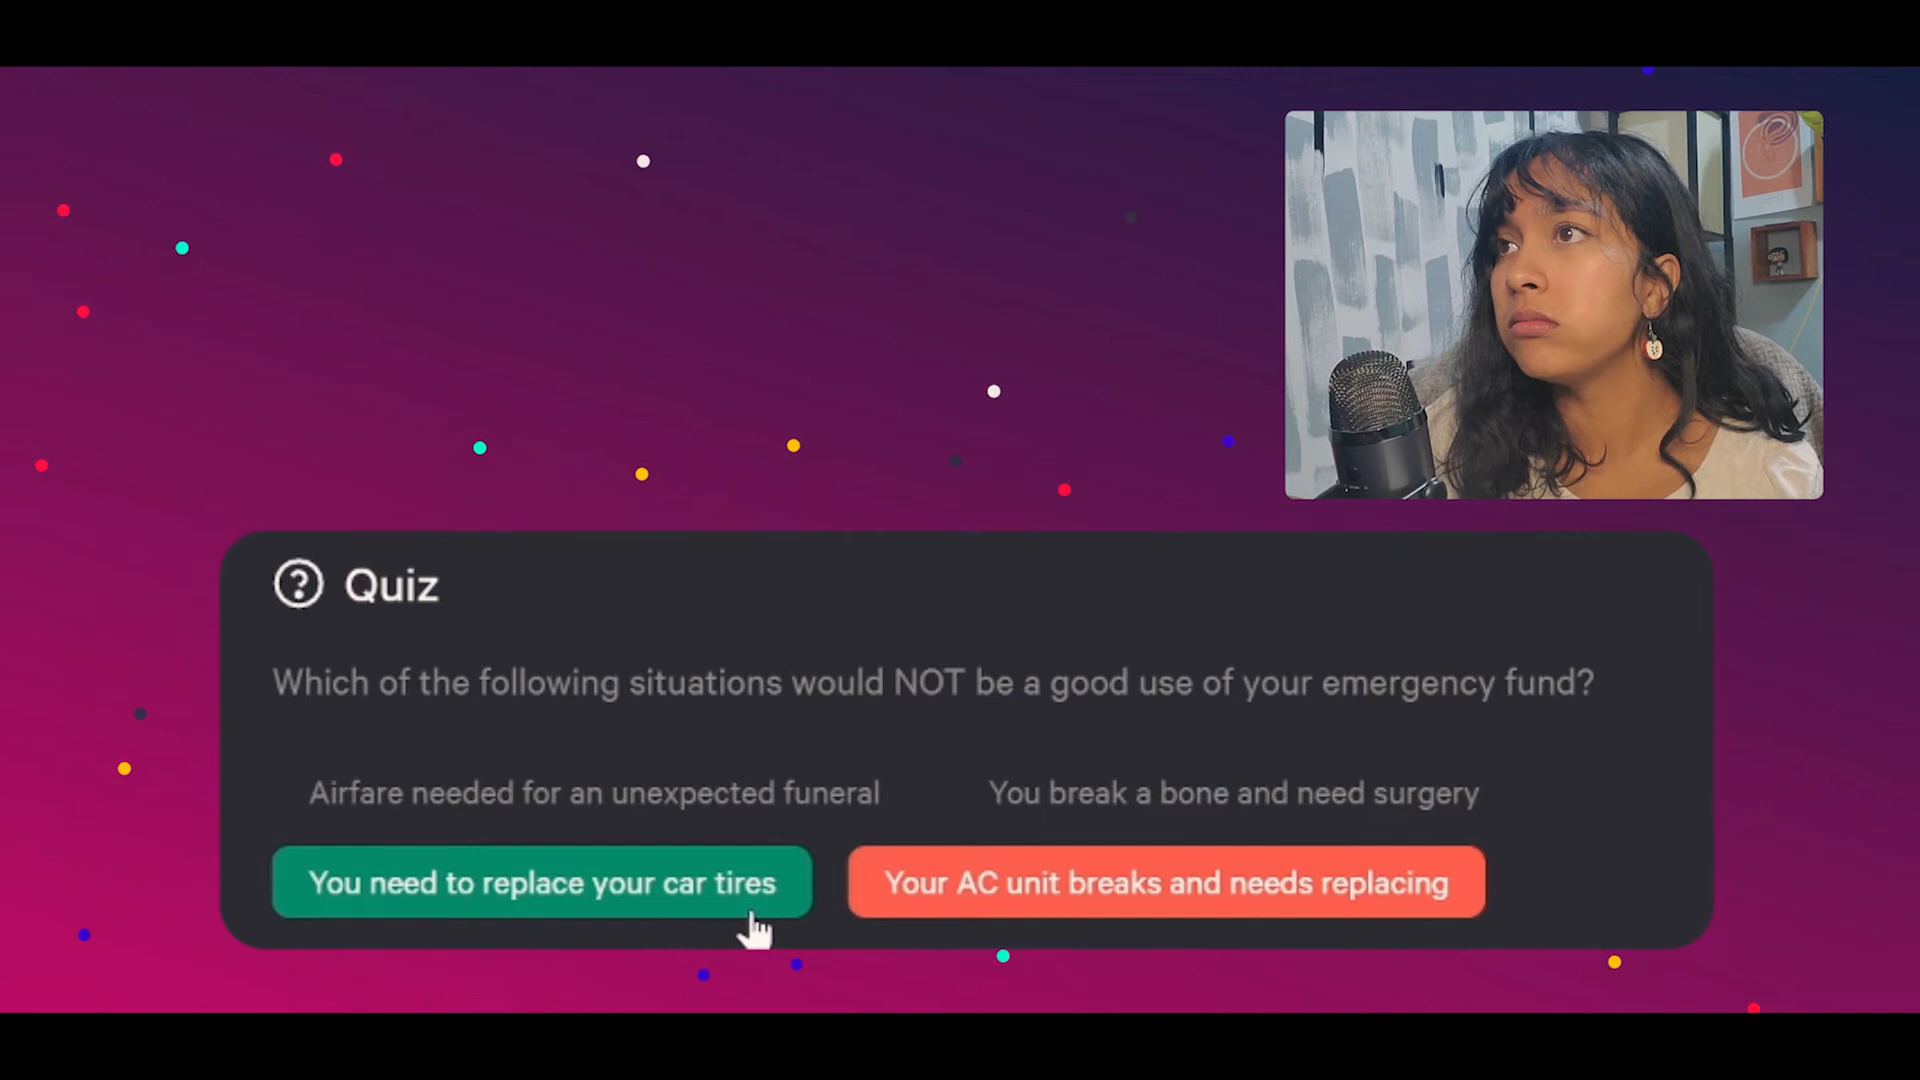 Quiz
Which of the following situations would NOT be a good use of your emergency fund?
Airfare needed for an unexpected funeral
You break a bone and need surgery
You need to replace your car tires
Your AC unit breaks and needs replacing